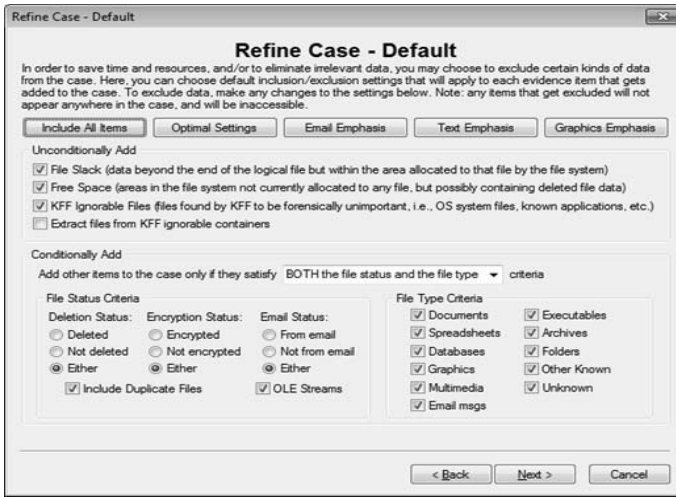 Refine Case - Default
Refine Case - Default
In order to save time and resources, and/or to eliminate irrelevant data, you may choose to exclude certain kinds of data
from the case. Here, you can choose default inclusion/exclusion settings that will apply to each evidence item that gets
added to the case. To exclude data, make any changes to the settings below. Note: any items that get excluded will not
appear anywhere in the case, and will be inaccessible.
Include All Items Optimal Settings Email Emphasis Text Emphasis Graphics Emphasis
Unconditionally Add
File Slack (data beyond the end of the logical file but within the area allocated to that file by the file system)
Free Space (areas in the file system not currently allocated to any file, but possibly containing deleted file data)
KFF Ignorable Files (files found by KFF to be forensically unimportant, i.e., OS system files, known applications, etc.)
Extract files from KFF ignorable containers
Conditionally Add
Add other items to the case only if they satisfy BOTH the file status and the file type criteria
File Status Criteria
Deletion Status: Encryption Status: Email Status:
Deleted Encrypted From email
Not deleted Not encrypted Not from email
Either Either Either
Include Duplicate Files OLE Streams
File Type Criteria
Documents Executables
Spreadsheets Archives
Databases Folders
Graphics Other Known
Multimedia Unknown
Email msgs
< Back Next > Cancel